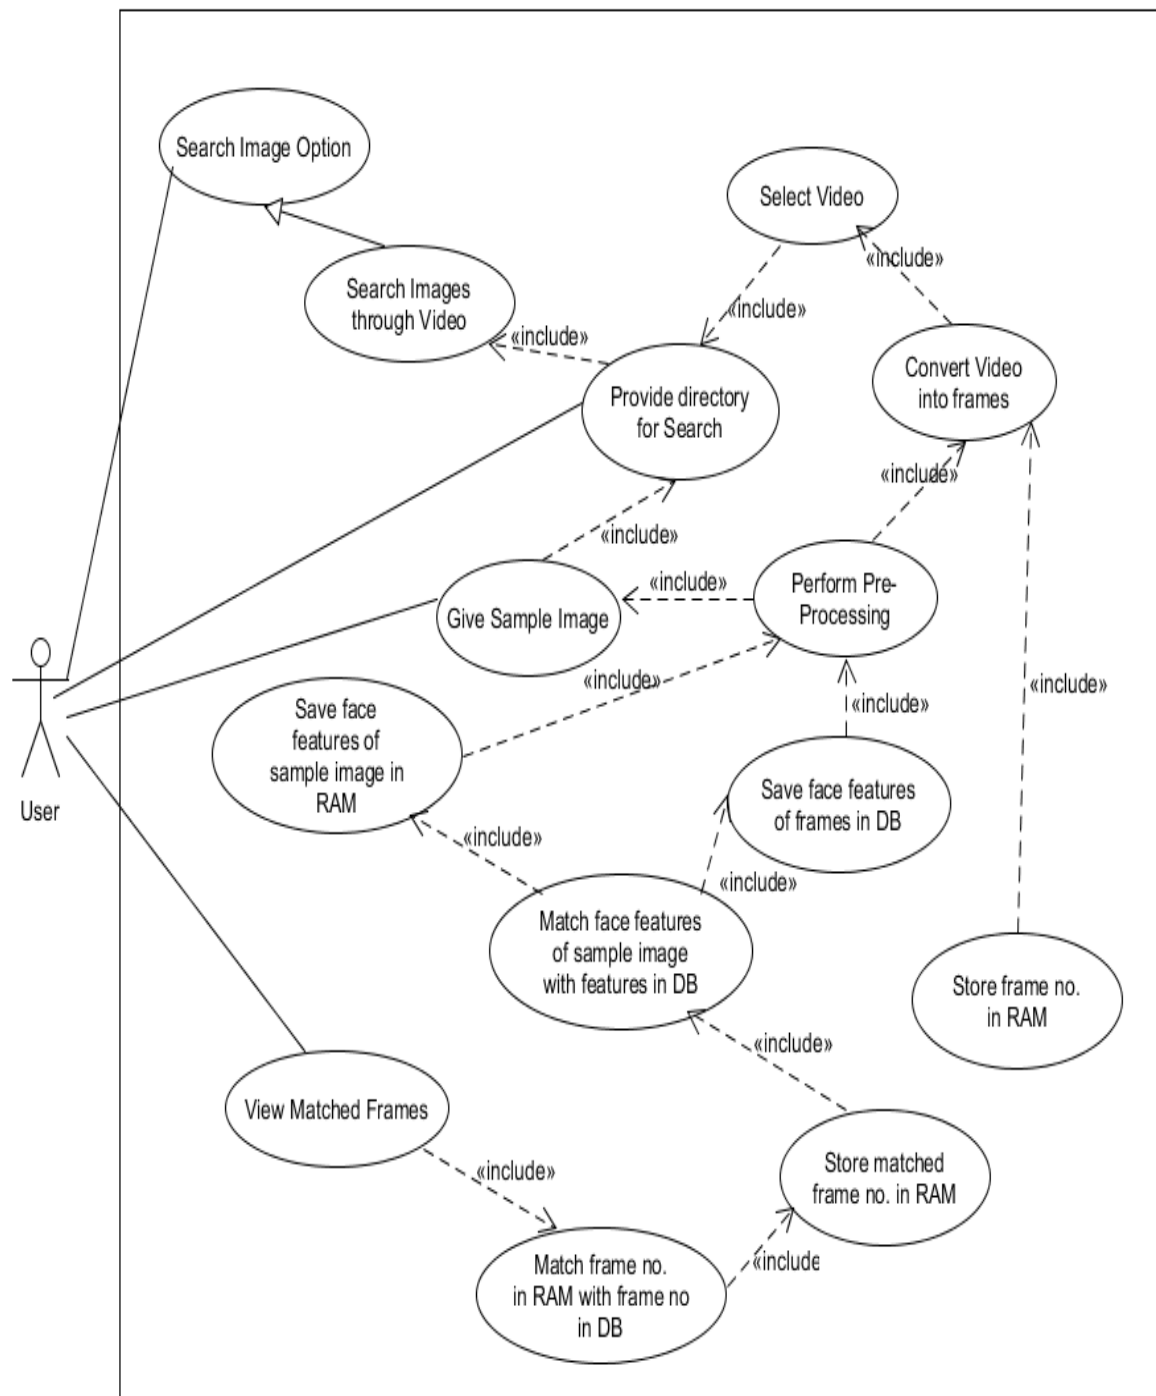 Search Image Option
Select Video
«include»
Search Images
through Video
«include»
«include»
Convert Video
into frames
Provide directory
for Search
«include»
«include»
«include»
Perform Pre-
Processing
Give Sample Image
«include»
«include»
«include»
Save face
features of
sample image in
RAM
User
Save face features
of frames in DB
«include»
«include»
Match face features
of sample image
with features in DB
Store frame no.
in RAM
«include»
View Matched Frames
«include»
Store matched
frame no. in RAM
«include
Match frame no.
in RAM with frame no
in DB